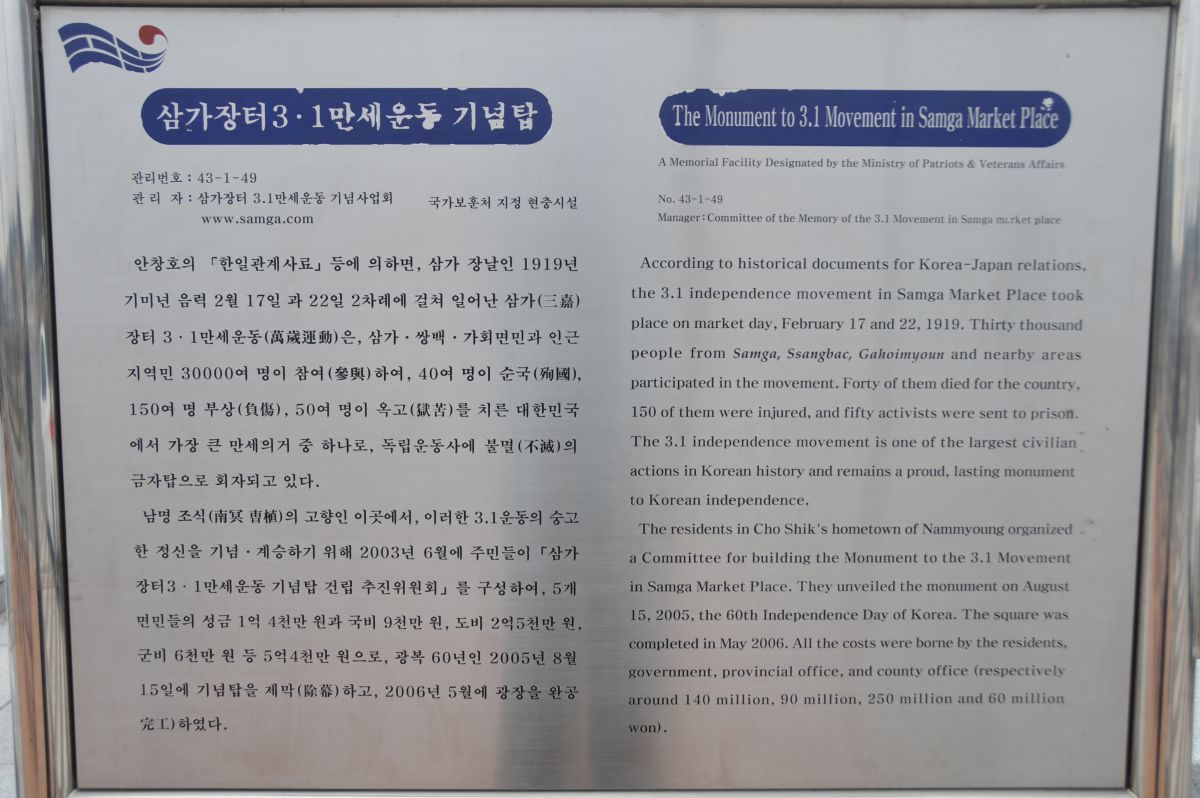 삼가장터3·1만세운동 기념탑
관리번호 : 43-1-49
관 리 자 : 삼가장터 3.1만세운동 기념사업회 국가보훈처 지정 현충시설
www.samga.com
안창호의 「한일관계사료」 등에 의하면, 삼가 장날인 1919년
기미년 음력 2월 17일 과 22일 2차례에 걸쳐 일어난 삼가(三嘉)
장터 3·1만세운동(萬歲運動)은, 삼가·쌍백·가회면민과 인근
지역민 30000여 명이 참여(參與)하여, 40여 명이 순국(殉國),
150여 명 부상(負傷), 50여 명이 옥고(獄苦)를 치른 대한민국
에서 가장 큰 만세의거 중 하나로, 독립운동사에 불멸(不滅)의
금자탑으로 회자되고 있다.
남명 조식(南冥 曺植)의 고향인 이곳에서, 이러한 3.1운동의 숭고
한 정신을 기념·계승하기 위해 2003년 6월에 주민들이 「삼가
장터3·1만세운동 기념탑 건립 추진위원회」를 구성하여, 5개
면민들의 성금 1억 4천만 원과 국비 9천만 원, 도비 2억5천만 원,
군비 6천만 원 등 5억4천만 원으로, 광복 60년인 2005년 8월
15일에 기념탑을 제막(除幕)하고, 2006년 5월에 광장을 완공
完工)하였다.
The Monument to 3.1 Movement in Samga Market Place
A Memorial Facility Designated by the Ministry of Patriots & Veterans Affairs
No. 43-1-49
Manager:Committee of the Memory of the 3.1 Movement in Samga market place
According to historical documents for Korea-Japan relations,
the 3.1 independence movement in Samga Market Place took
place on market day, February 17 and 22, 1919. Thirty thousand
people from Samga, Ssangbac, Gahoimyoun and nearby areas
participated in the movement. Forty of them died for the country,
150 of them were injured, and fifty activists were sent to prison.
The 3.1 independence movement is one of the largest civilian
actions in Korean history and remains a proud, lasting monument
to Korean independence.
The residents in Cho Shik's hometown of Nammyoung organized
a Committee for building the Monument to the 3.1 Movement
in Samga Market Place. They unveiled the monument on August
15, 2005, the 60th Independence Day of Korea. The square was
completed in May 2006. All the costs were borne by the residents,
government, provincial office, and county office (respectively
around 140 million, 90 million, 250 million and 60 million
won).